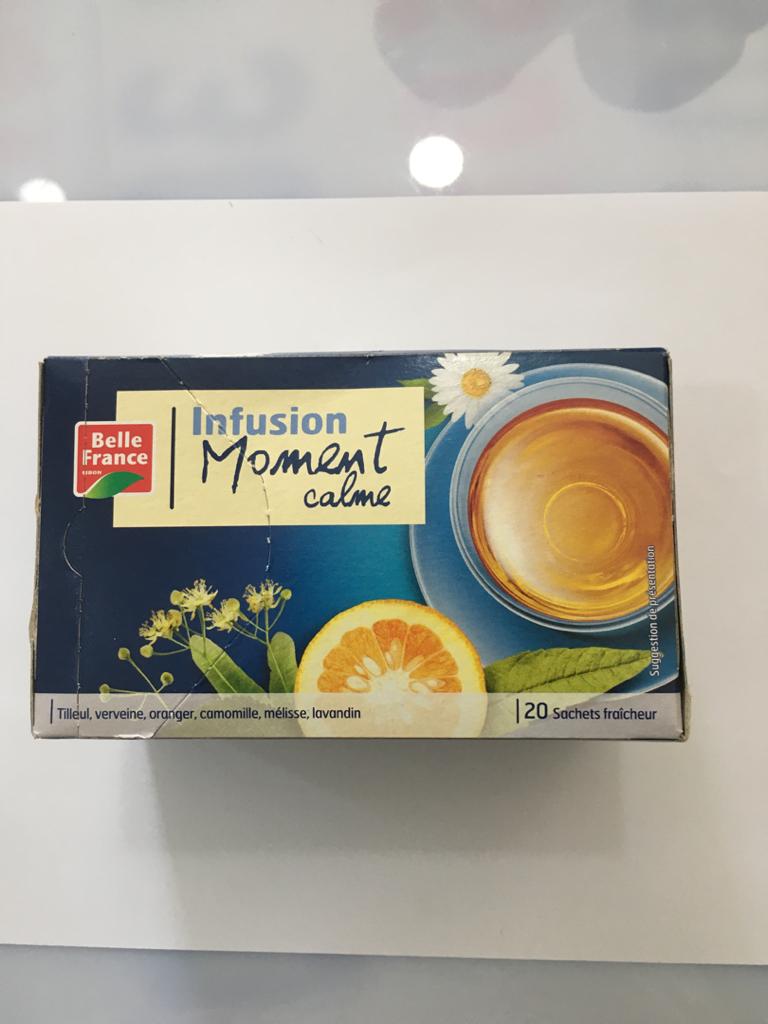 Belle
France
Infusion
Moment
calme
Suggestion de présentation
Tilleul, verveine, oranger, camomille, mélisse, lavandin
20 Sachets fraîcheur